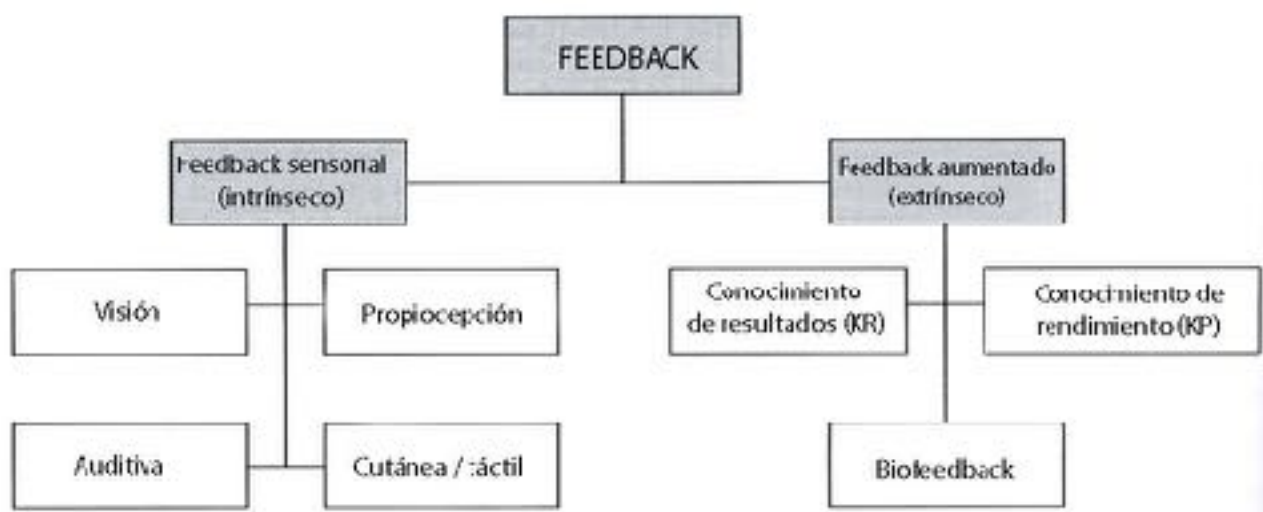 FEEDBACK
Feedback sensorial
(intrínseco)
Feedback aumentado
(extrínseco)
Visión
Propiocepción
Conocimiento
de resultados (KR)
Conocimiento de
rendimiento (KP)
Auditiva
Cutánea / táctil
Biofeedback